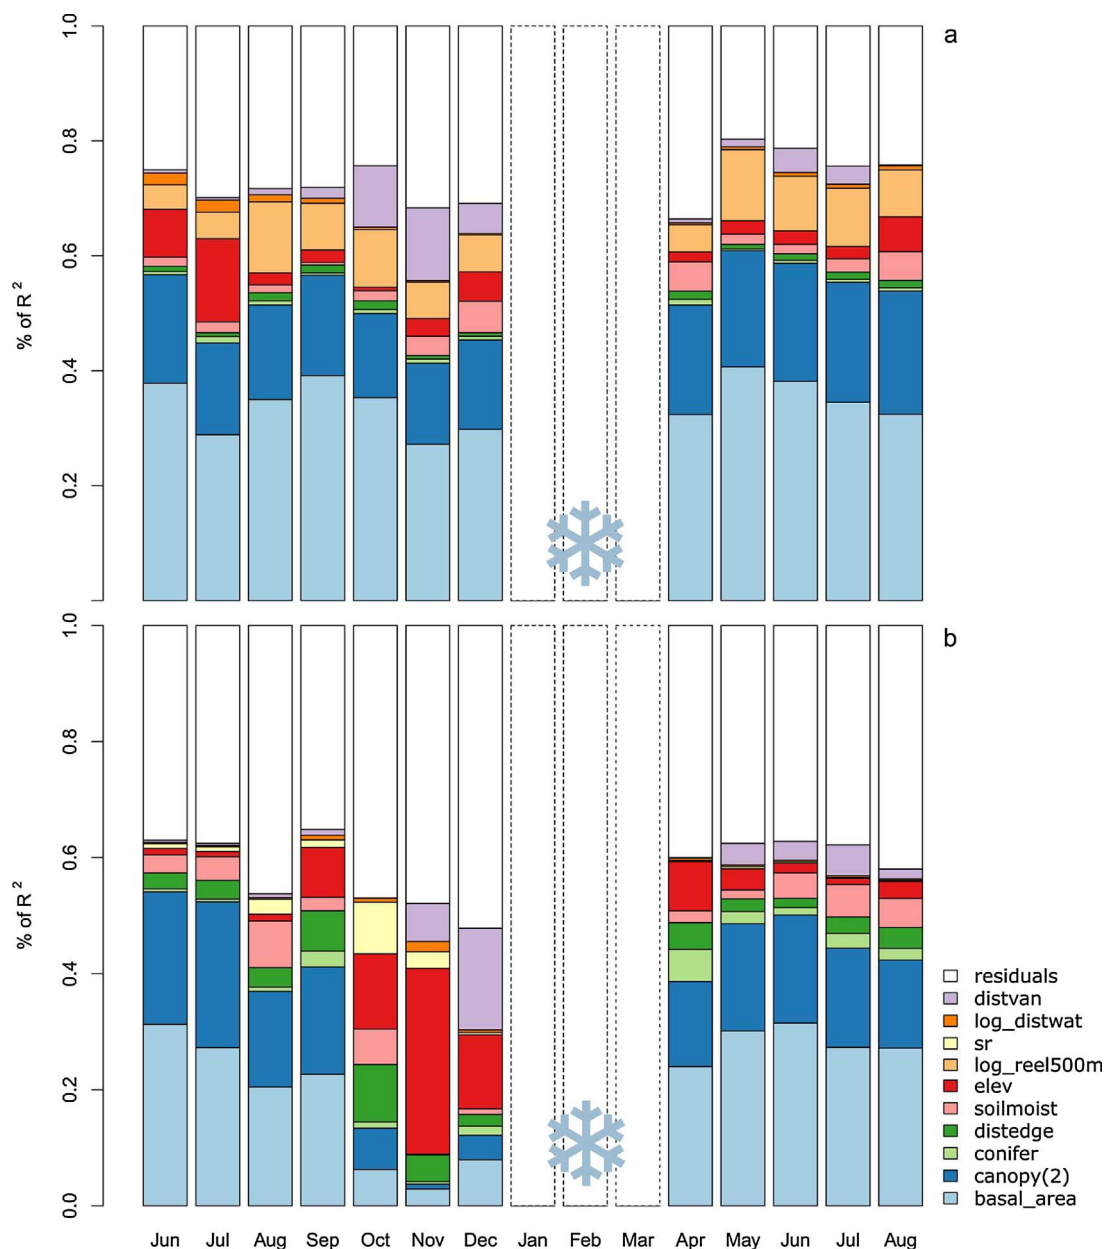 a
1.0
0.8
0.6
0.4
0.2
% of R 2
b
1.0
0.8
0.6
0.4
0.2
0.0
% of R 2
residuals
distvan
log_distwat
sr
log_reel500m
elev
soilmoist
distedge
conifer
canopy(2)
basal_area
Jun Jul Aug Sep Oct Nov Dec Jan Feb Mar Apr May Jun Jul Aug